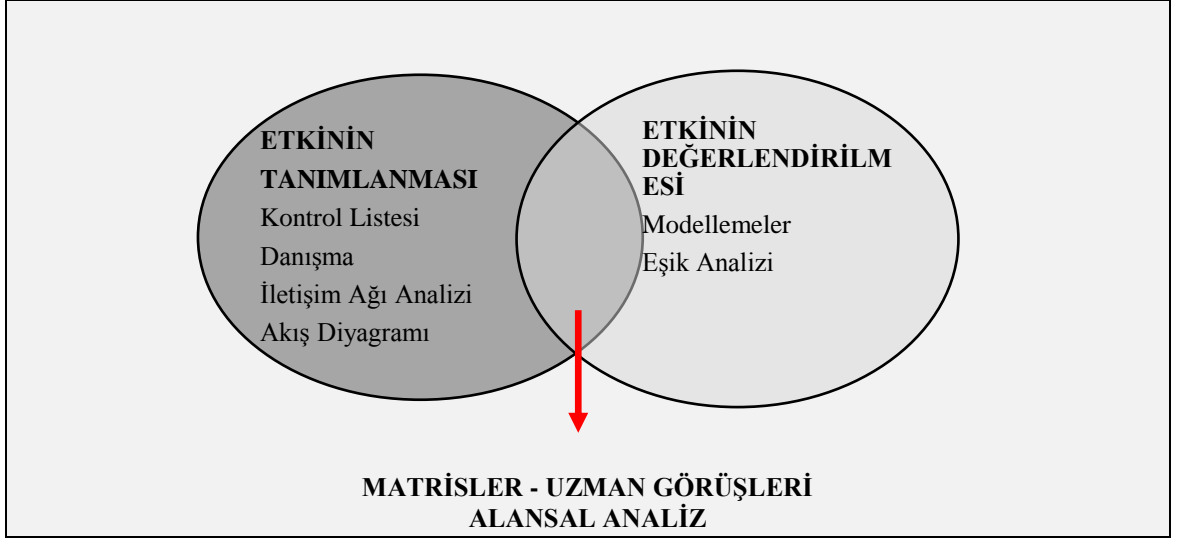 ETKİNİN
TANIMLANMASI
Kontrol Listesi
Danışma
İletişim Ağı Analizi
Akış Diyagramı
ETKİNİN
DEĞERLENDİRİLM
ESİ
Modellemeler
Eşik Analizi
MATRİSLER - UZMAN GÖRÜŞLERİ
ALANSAL ANALİZ